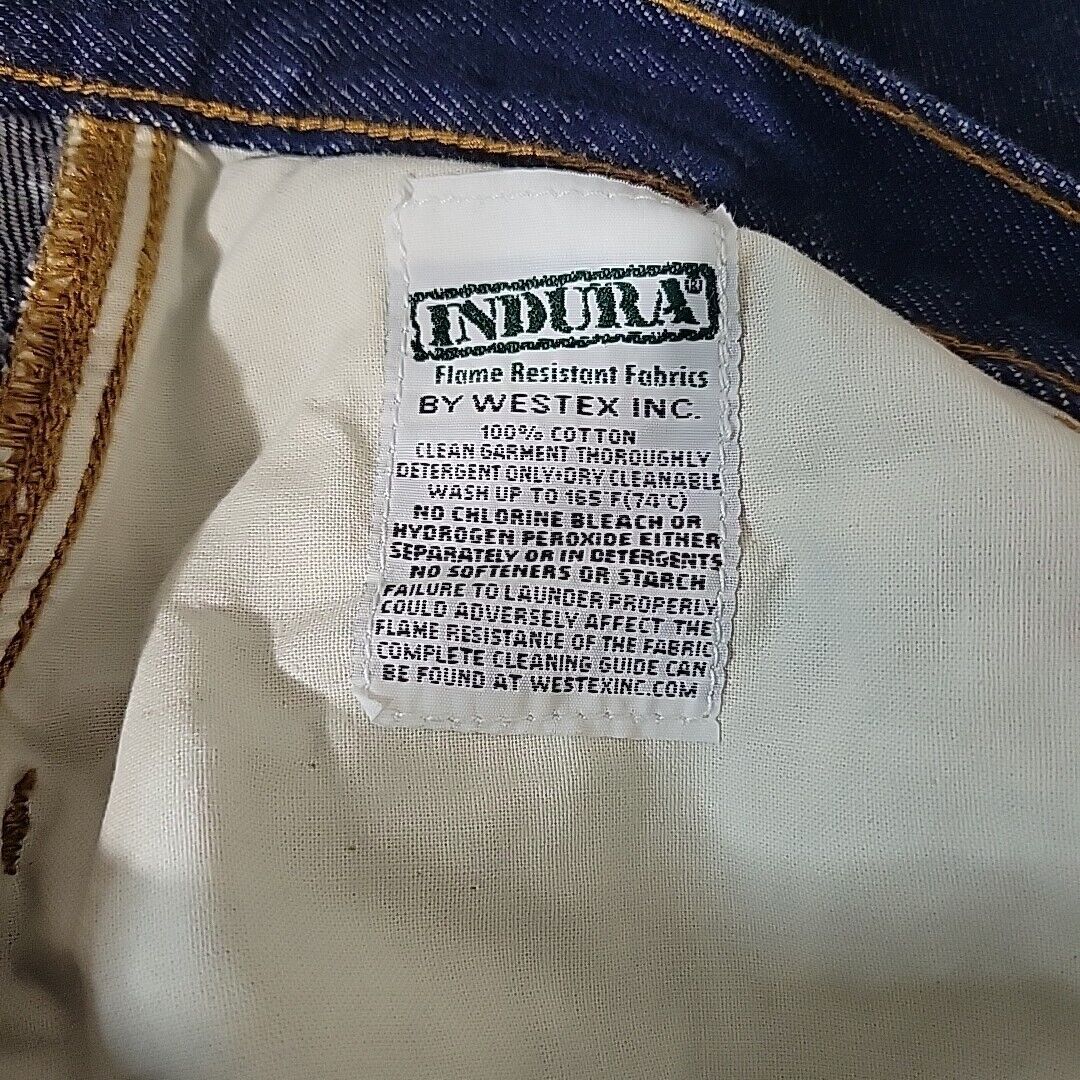 INDURA®
Flame Resistant Fabrics
BY WESTEX INC.
100% COTTON
CLEAN GARMENT THOROUGHLY
DETERGENT ONLY•DRY CLEANABLE
WASH UP TO 165°F(74°C)
NO CHLORINE BLEACH OR
HYDROGEN PEROXIDE EITHER
SEPARATELY OR IN DETERGENTS
NO SOFTENERS OR STARCH
FAILURE TO LAUNDER PROPERLY
COULD ADVERSELY AFFECT THE
FLAME RESISTANCE OF THE FABRIC
COMPLETE CLEANING GUIDE CAN
BE FOUND AT WESTEXINC.COM